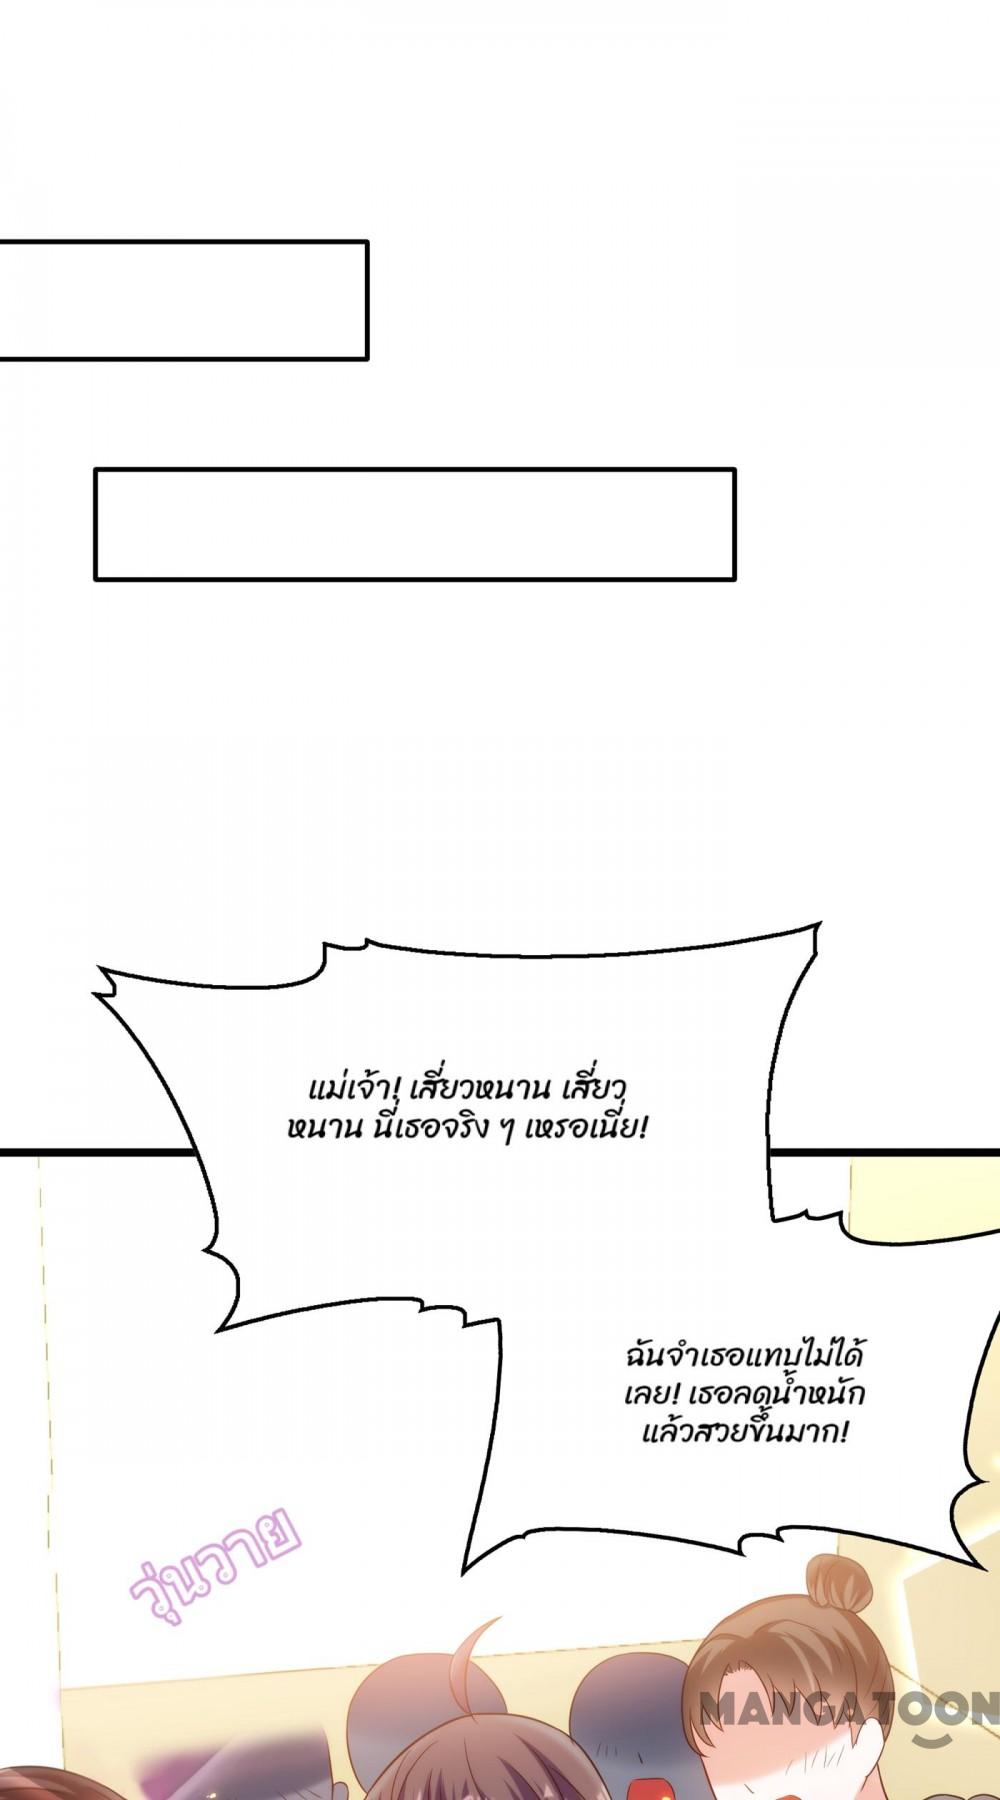 แม่เจ้า! เสี่ยวหนาน เสี่ยว
หนาน นี่เธอจริง ๆ เหรอเนี่ย!
ฉันจำเธอแทบไม่ได้
เลย! เธอลดน้ำหนัก
แล้วสวยขึ้นมาก!
วุ่นวาย
MANGATOON